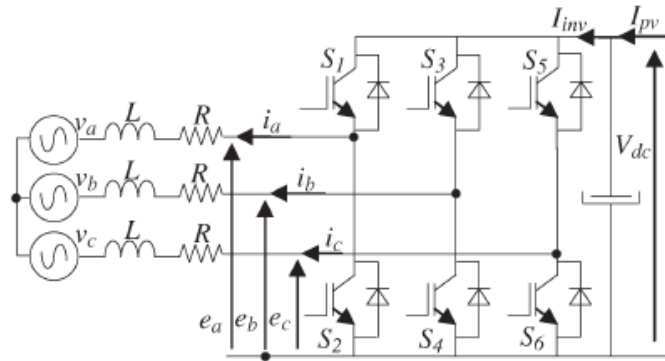 I_inv I_pv
S_1 S_3 S_5
v_a L R i_a
V_dc
v_b L R i_b
v_c L R i_c
e_a e_b e_c
S_2 S_4 S_6